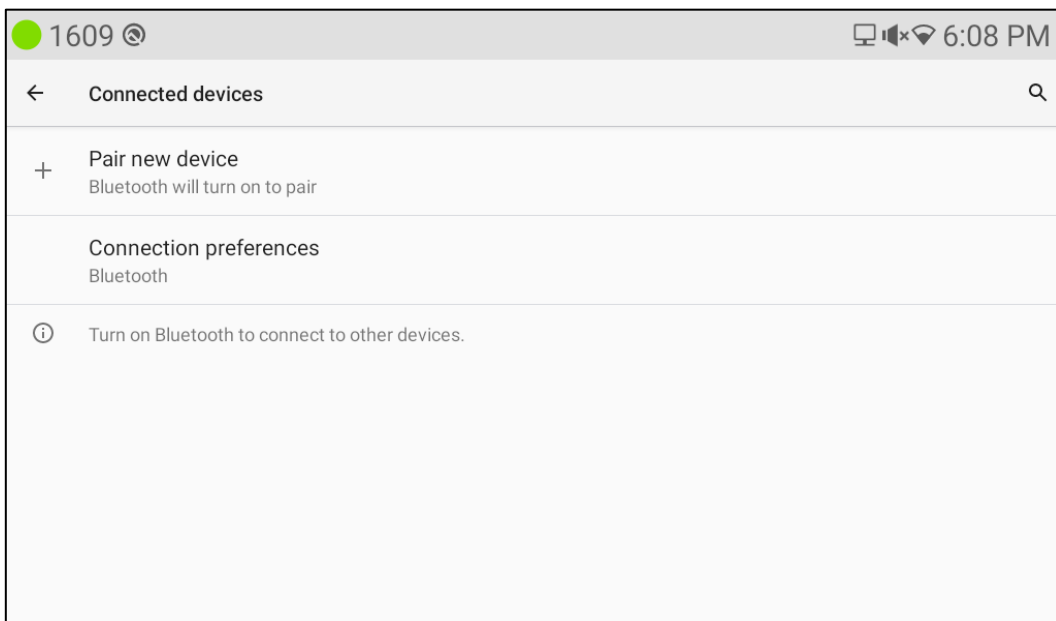 1609 6:08 PM
Connected devices
Pair new device
Bluetooth will turn on to pair
Connection preferences
Bluetooth
Turn on Bluetooth to connect to other devices.